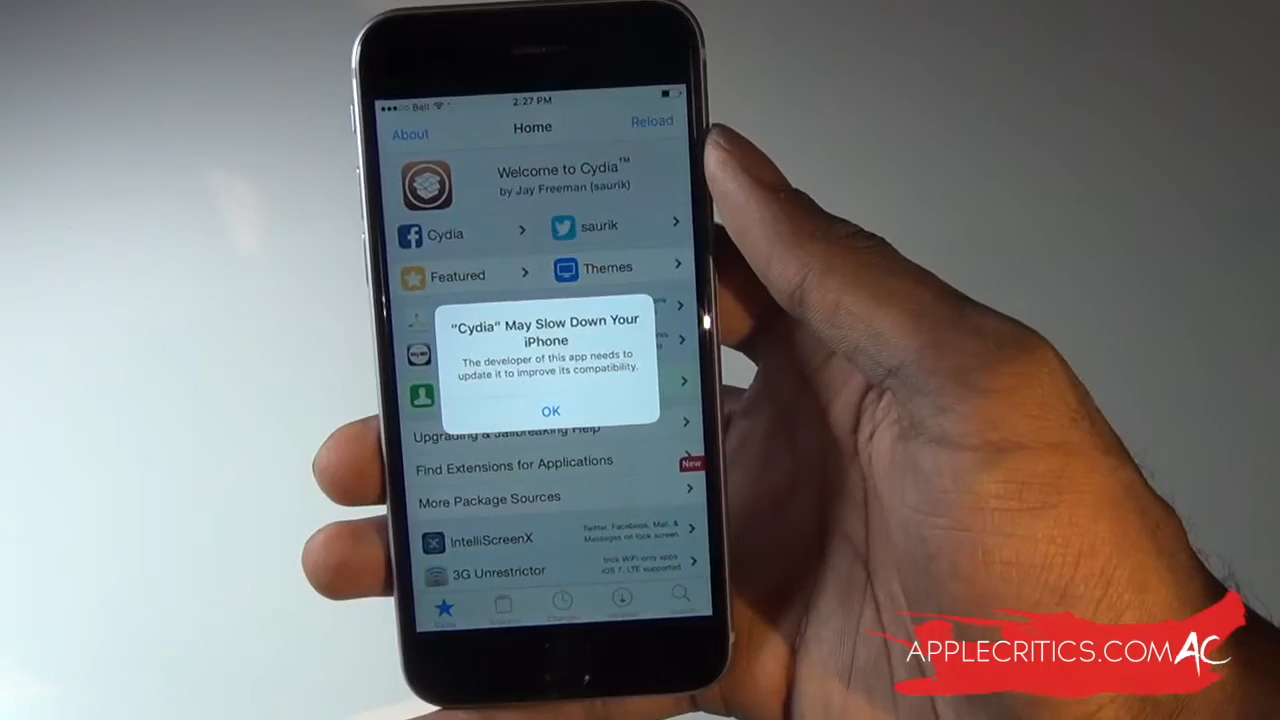 Bell
2:27 PM
About
Home
Reload
Welcome to Cydia™
by Jay Freeman (saurik)
Cydia
saurik
Featured
Themes
"Cydia" May Slow Down Your
iPhone
The developer of this app needs to
update it to improve its compatibility.
OK
Upgrading & Jailbreaking Help
Find Extensions for Applications
New
More Package Sources
IntelliScreenX
Twitter, Facebook, Mail, &
Messages on lock screen
3G Unrestrictor
trick WiFi-only apps
iOS 7, LTE supported
APPLECRITICS.COM AC